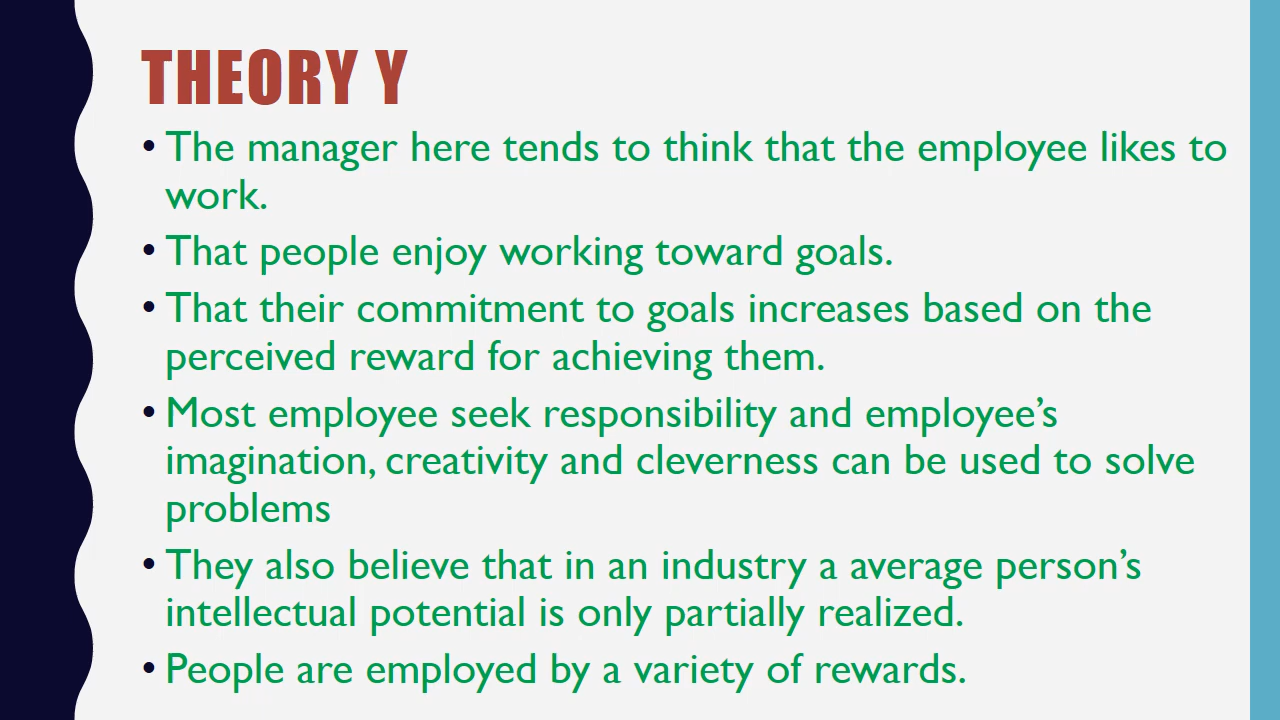 THEORY Y
• The manager here tends to think that the employee likes to
work.
• That people enjoy working toward goals.
• That their commitment to goals increases based on the
perceived reward for achieving them.
• Most employee seek responsibility and employee’s
imagination, creativity and cleverness can be used to solve
problems
• They also believe that in an industry a average person’s
intellectual potential is only partially realized.
• People are employed by a variety of rewards.